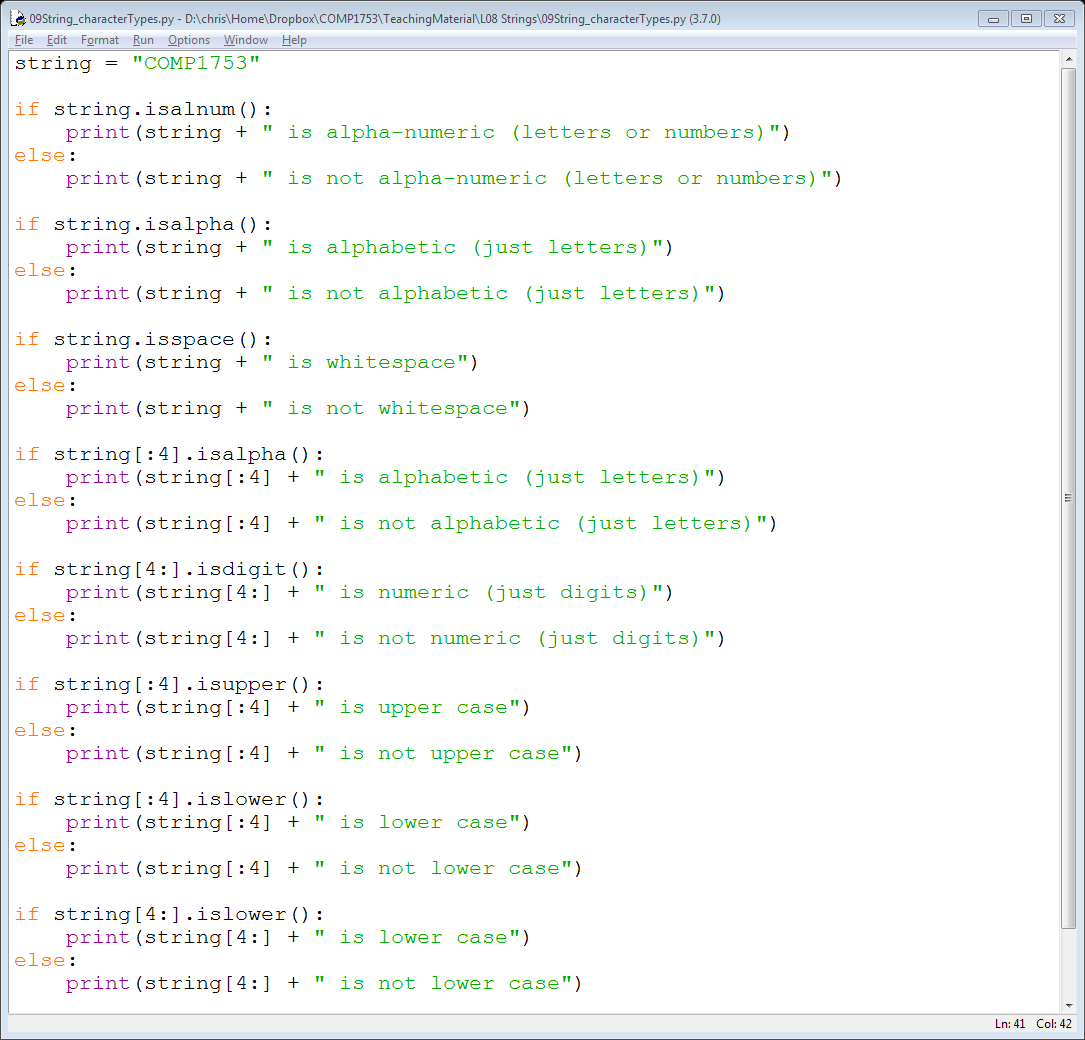 09String_characterTypes.py - D:\chris\Home\Dropbox\COMP1753\TeachingMaterial\L08 Strings\09String_characterTypes.py (3.7.0)
File Edit Format Run Options Window Help
string = "COMP1753"

if string.isalnum():
    print(string + " is alpha-numeric (letters or numbers)")
else:
    print(string + " is not alpha-numeric (letters or numbers)")

if string.isalpha():
    print(string + " is alphabetic (just letters)")
else:
    print(string + " is not alphabetic (just letters)")

if string.isspace():
    print(string + " is whitespace")
else:
    print(string + " is not whitespace")

if string[:4].isalpha():
    print(string[:4] + " is alphabetic (just letters)")
else:
    print(string[:4] + " is not alphabetic (just letters)")

if string[4:].isdigit():
    print(string[4:] + " is numeric (just digits)")
else:
    print(string[4:] + " is not numeric (just digits)")

if string[:4].isupper():
    print(string[:4] + " is upper case")
else:
    print(string[:4] + " is not upper case")

if string[:4].islower():
    print(string[:4] + " is lower case")
else:
    print(string[:4] + " is not lower case")

if string[4:].islower():
    print(string[4:] + " is lower case")
else:
    print(string[4:] + " is not lower case")
Ln: 41 Col: 42